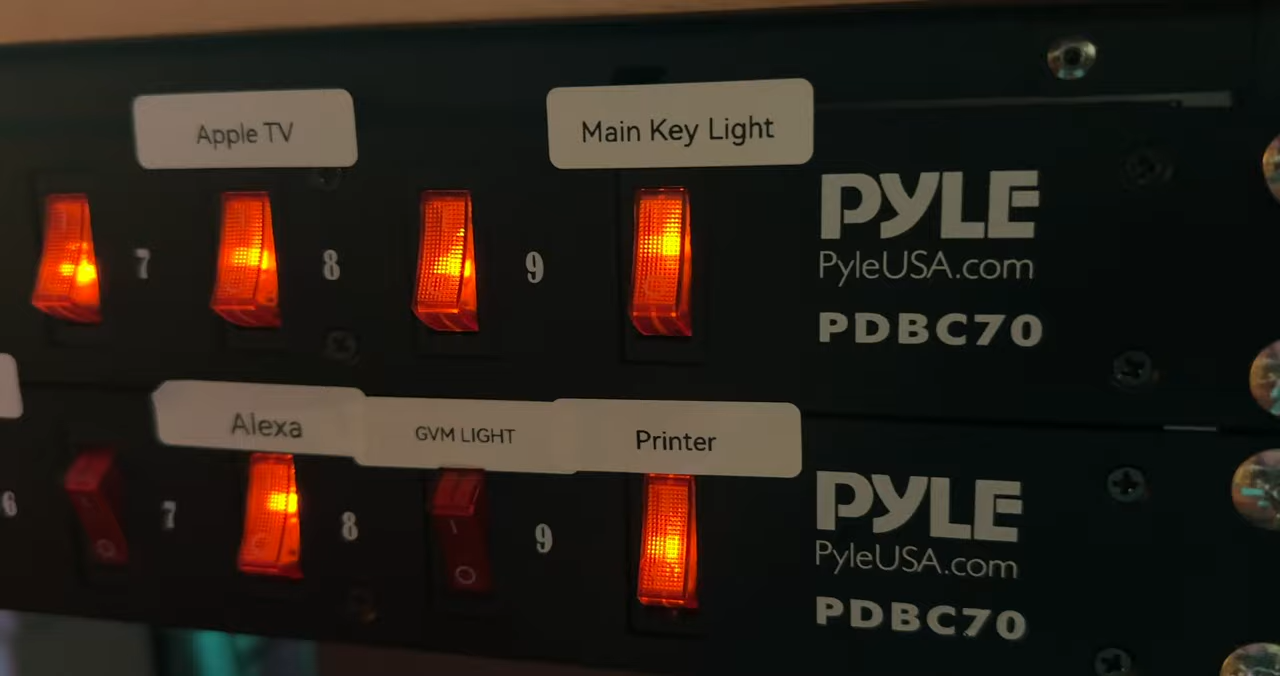 Apple TV
Main Key Light
7
8
9
PYLE
PyleUSA.com
PDBC70
Alexa
GVM LIGHT
Printer
6
7
8
9
PYLE
PyleUSA.com
PDBC70